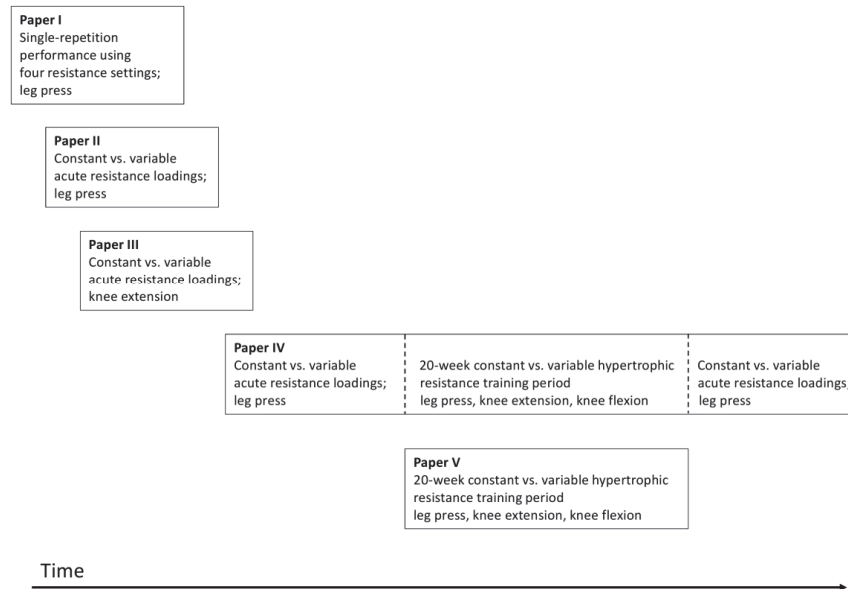 Paper I
Single-repetition
performance using
four resistance settings;
leg press
Paper II
Constant vs. variable
acute resistance loadings;
leg press
Paper III
Constant vs. variable
acute resistance loadings;
knee extension
Paper IV
Constant vs. variable
acute resistance loadings;
leg press
20-week constant vs. variable hypertrophic
resistance training period
leg press, knee extension, knee flexion
Constant vs. variable
acute resistance loadings;
leg press
Paper V
20-week constant vs. variable hypertrophic
resistance training period
leg press, knee extension, knee flexion
Time